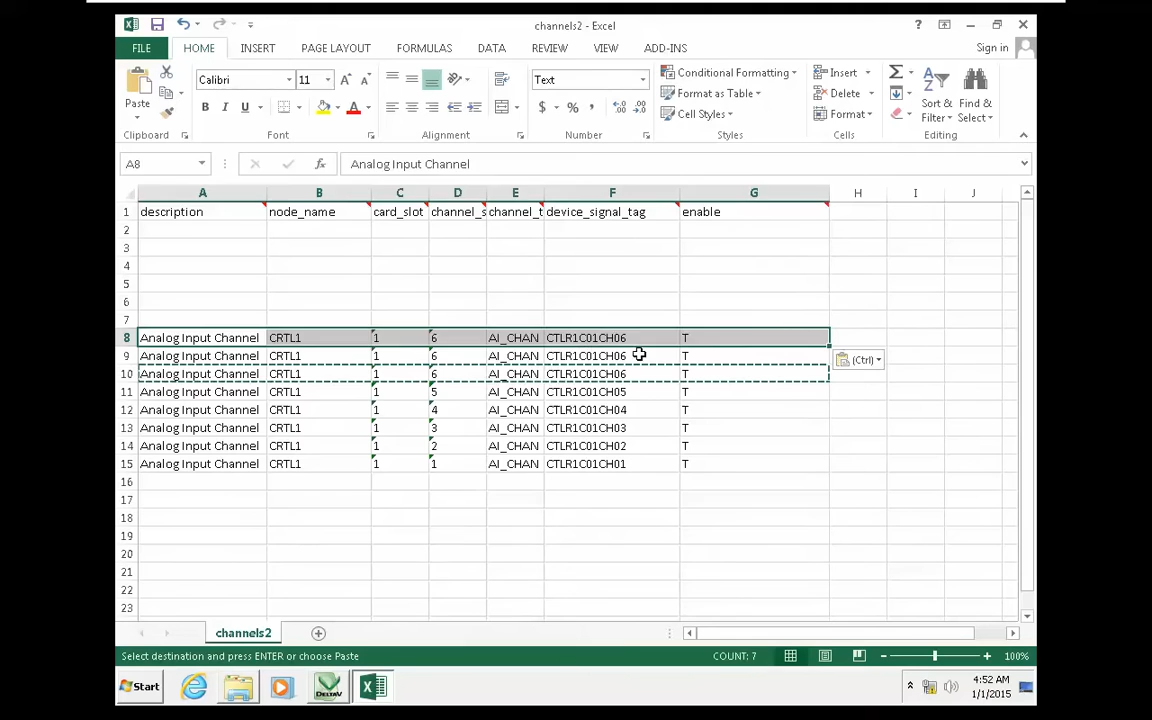 channels2 - Excel
FILE HOME INSERT PAGE LAYOUT FORMULAS DATA REVIEW VIEW ADD-INS Sign in
Paste Calibri 11 B I U Text $ % , Conditional Formatting Format as Table Cell Styles Insert Delete Format Sort & Filter Find & Select
Clipboard Font Alignment Number Styles Cells Editing
A8 fx Analog Input Channel
A B C D E F G H I J
1 description node_name card_slot channel_s channel_t device_signal_tag enable
2
3
4
5
6
7
8 Analog Input Channel CRTL1 1 6 AI_CHAN CTLR1C01CH06 T
9 Analog Input Channel CRTL1 1 6 AI_CHAN CTLR1C01CH06 T (Ctrl)
10 Analog Input Channel CRTL1 1 6 AI_CHAN CTLR1C01CH06 T
11 Analog Input Channel CRTL1 1 5 AI_CHAN CTLR1C01CH05 T
12 Analog Input Channel CRTL1 1 4 AI_CHAN CTLR1C01CH04 T
13 Analog Input Channel CRTL1 1 3 AI_CHAN CTLR1C01CH03 T
14 Analog Input Channel CRTL1 1 2 AI_CHAN CTLR1C01CH02 T
15 Analog Input Channel CRTL1 1 1 AI_CHAN CTLR1C01CH01 T
16
17
18
19
20
21
22
23
channels2
Select destination and press ENTER or choose Paste COUNT: 7 100%
Start DELTAV 4:52 AM
1/1/2015